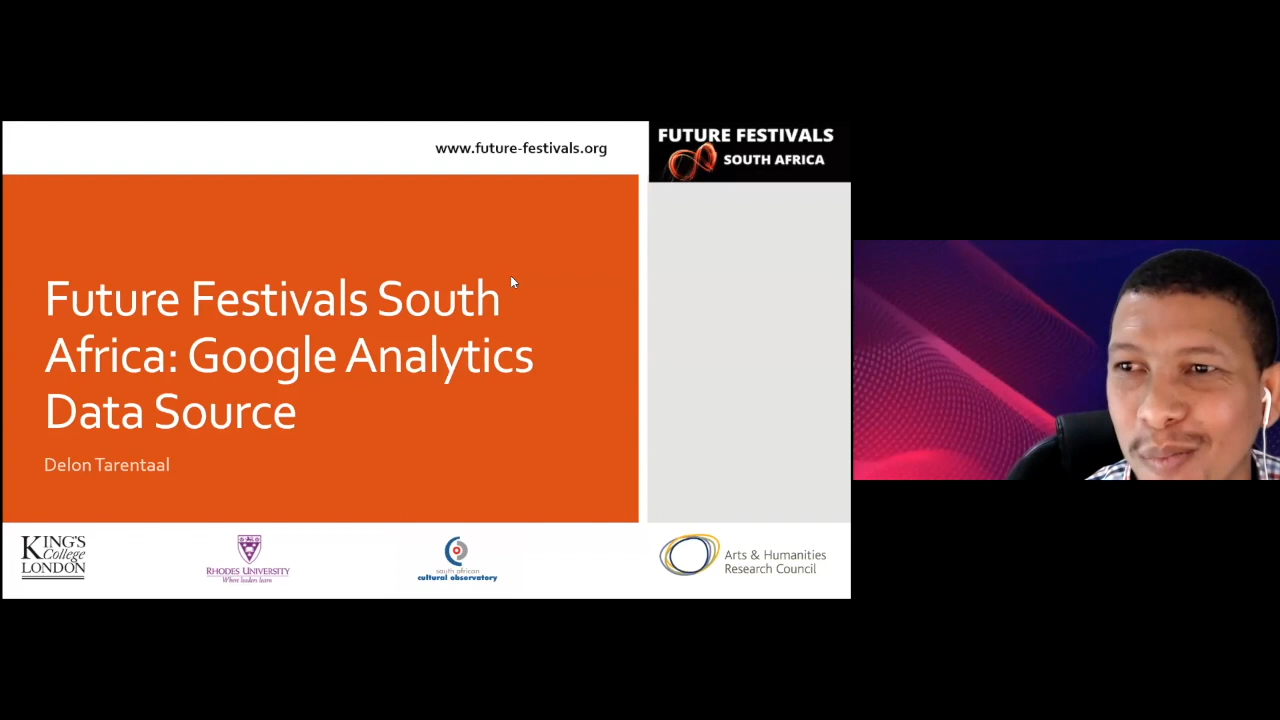 www.future-festivals.org
FUTURE FESTIVALS
SOUTH AFRICA
Future Festivals South
Africa: Google Analytics
Data Source
Delon Tarentaal
KING'S
College
LONDON
RHODES UNIVERSITY
Where leaders learn
south african
cultural observatory
Arts & Humanities
Research Council